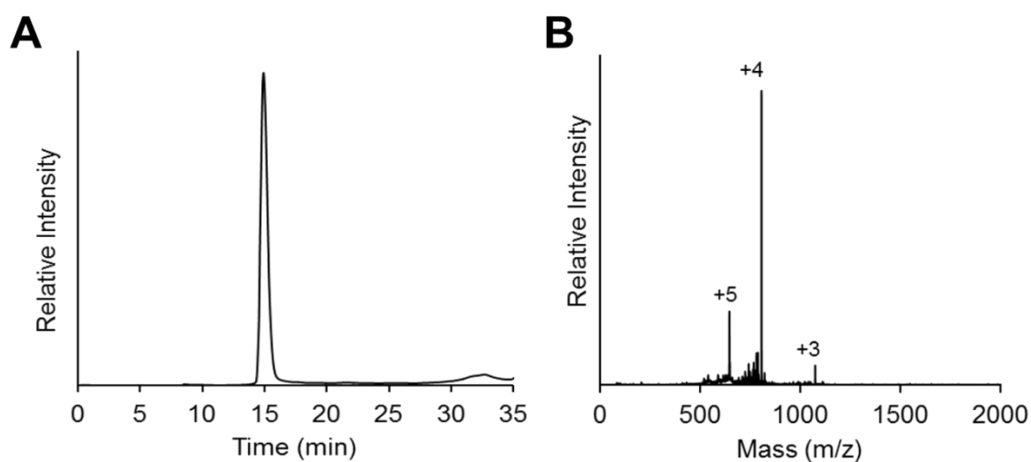 A
Relative Intensity
0 5 10 15 20 25 30 35
Time (min)
B
Relative Intensity
+4
+5
+3
0 500 1000 1500 2000
Mass (m/z)